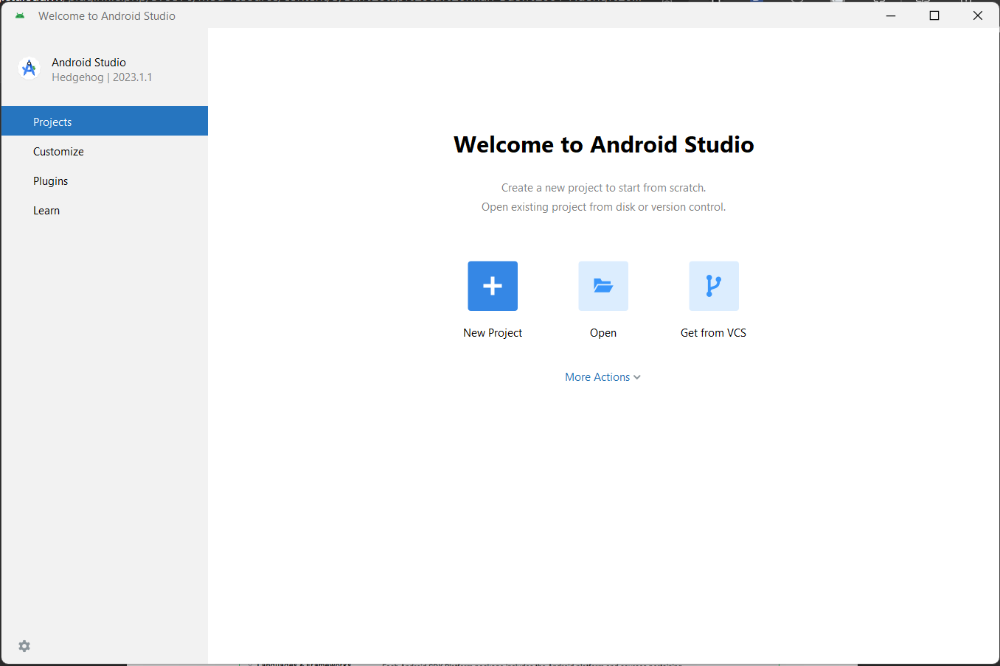 Welcome to Android Studio
Android Studio
Hedgehog | 2023.1.1
Projects
Customize
Plugins
Learn
Welcome to Android Studio
Create a new project to start from scratch.
Open existing project from disk or version control.
New Project
Open
Get from VCS
More Actions